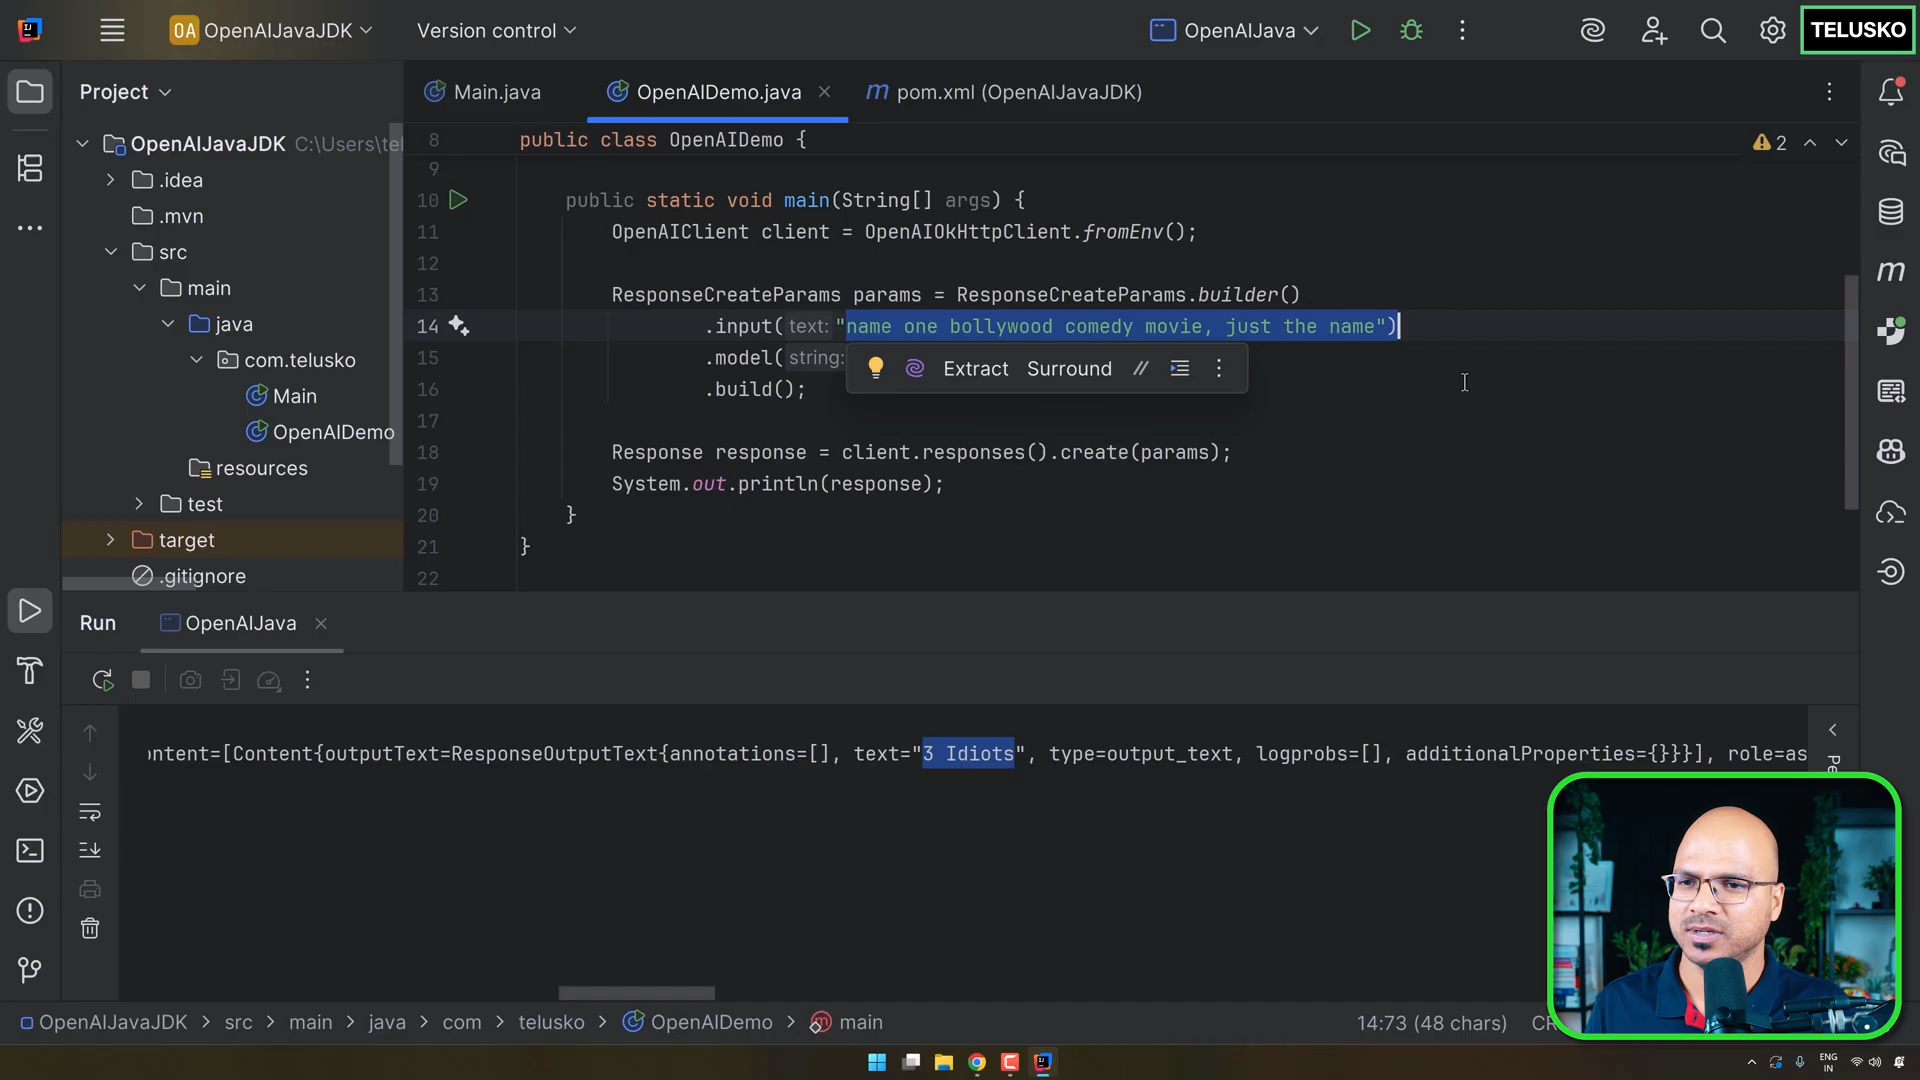 OA OpenAIJavaJDK
Version control
OpenAIJava
TELUSKO
Project
Main.java
OpenAIDemo.java
m pom.xml (OpenAIJavaJDK)
OpenAIJavaJDK C:\Users\te
.idea
.mvn
src
main
java
com.telusko
Main
OpenAIDemo
resources
test
target
.gitignore
2
8 public class OpenAIDemo {
9
10 public static void main(String[] args) {
11 OpenAIClient client = OpenAIOkHttpClient.fromEnv();
12
13 ResponseCreateParams params = ResponseCreateParams.builder()
14 .input( text: "name one bollywood comedy movie, just the name")
15 .model( string:
Extract Surround //
16 .build();
17
18 Response response = client.responses().create(params);
19 System.out.println(response);
20 }
21 }
22
Run
OpenAIJava
ontent=[Content{outputText=ResponseOutputText{annotations=[], text="3 Idiots", type=output_text, logprobs=[], additionalProperties={}}}], role=as
OpenAIJavaJDK > src > main > java > com > telusko > OpenAIDemo > main
14:73 (48 chars)
ENG
IN